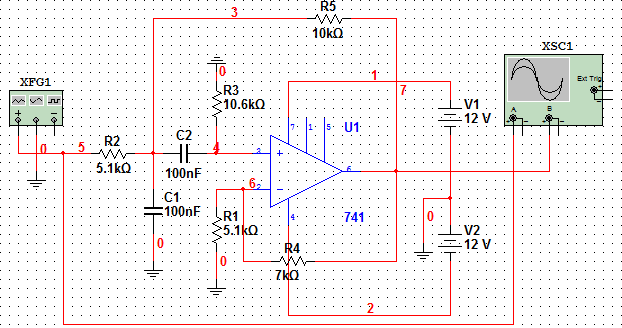 3
R5
10kΩ
XSC1
Ext Trig
A
B
XFG1
0
R3
10.6kΩ
1
7
V1
12 V
U1
7
1
5
5
R2
5.1kΩ
C2
100nF
4
3
2
6
4
741
0
C1
100nF
0
6
R1
5.1kΩ
0
R4
7kΩ
0
V2
12 V
2